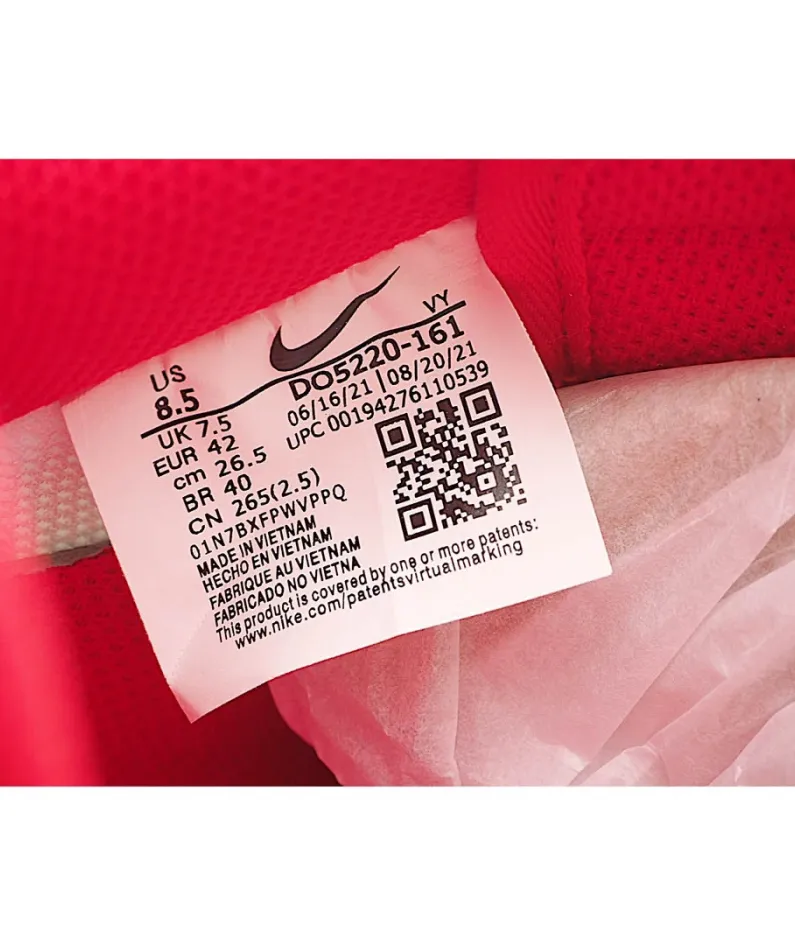 VY
US
8.5
DO5220-161
06/16/21 | 08/20/21
UPC 00194276110539
UK 7.5
EUR 42
cm 26.5
BR 40
CN 265(2.5)
01N7BXFPWVPPQ
MADE IN VIETNAM
HECHO EN VIETNAM
FABRIQUE AU VIETNAM
FABRICADO NO VIETNA
This product is covered by one or more patents:
www.nike.com/patentsvirtualmarking